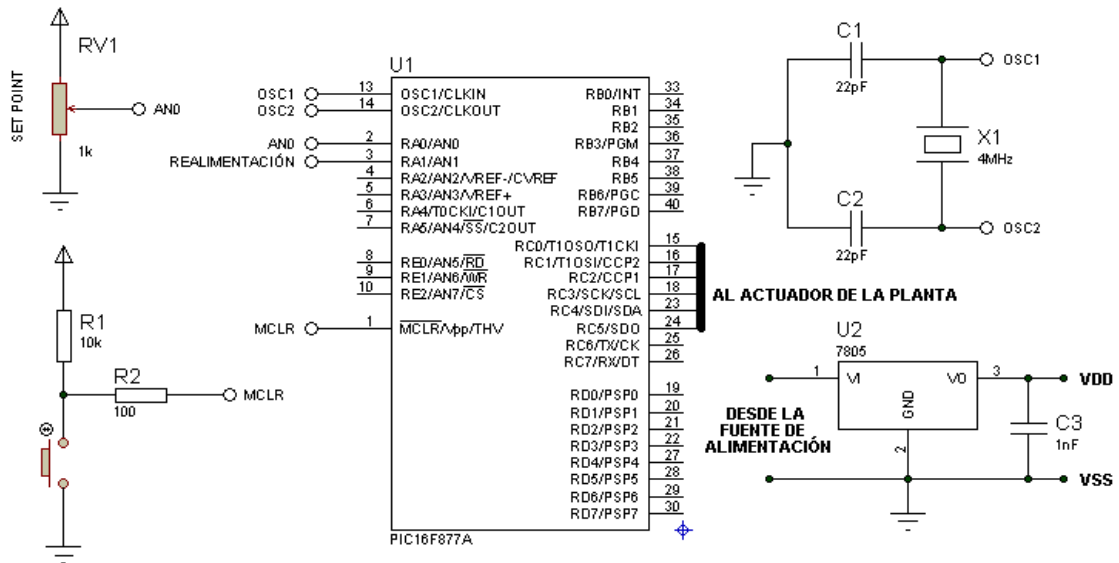 RV1
SET POINT
AN0
1k
U1
OSC1 13 OSC1/CLKIN
OSC2 14 OSC2/CLKOUT
AN0 2 RA0/AN0
REALIMENTACIÓN 3 RA1/AN1
4 RA2/AN2/VREF-/CVREF
5 RA3/AN3/VREF+
6 RA4/T0CKI/C1OUT
7 RA5/AN4/SS/C2OUT
8 RE0/AN5/RD
9 RE1/AN6/WR
10 RE2/AN7/CS
MCLR 1 MCLR/Vpp/THV
RB0/INT 33
RB1 34
RB2 35
RB3/PGM 36
RB4 37
RB5 38
RB6/PGC 39
RB7/PGD 40
RC0/T1OSO/T1CKI 15
RC1/T1OSI/CCP2 16
RC2/CCP1 17
RC3/SCK/SCL 18
RC4/SDI/SDA 23
RC5/SDO 24
RC6/TX/CK 25
RC7/RX/DT 26
RD0/PSP0 19
RD1/PSP1 20
RD2/PSP2 21
RD3/PSP3 22
RD4/PSP4 27
RD5/PSP5 28
RD6/PSP6 29
RD7/PSP7 30
PIC16F877A
AL ACTUADOR DE LA PLANTA
R1
10k
R2
100
MCLR
C1
22pF
OSC1
X1
4MHz
C2
22pF
OSC2
U2
7805
1 VI VO 3
GND
2
VDD
C3
1nF
VSS
DESDE LA
FUENTE DE
ALIMENTACIÓN